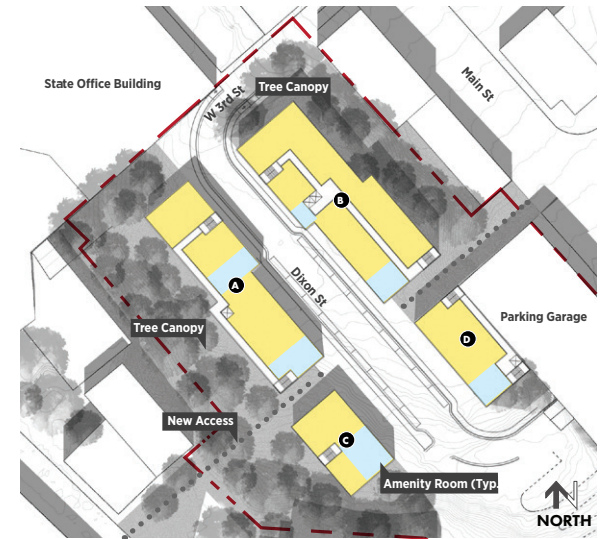 State Office Building
W 3rd St
Tree Canopy
Main St
B
A
Dixon St
Parking Garage
D
Tree Canopy
New Access
C
Amenity Room (Typ.
NORTH